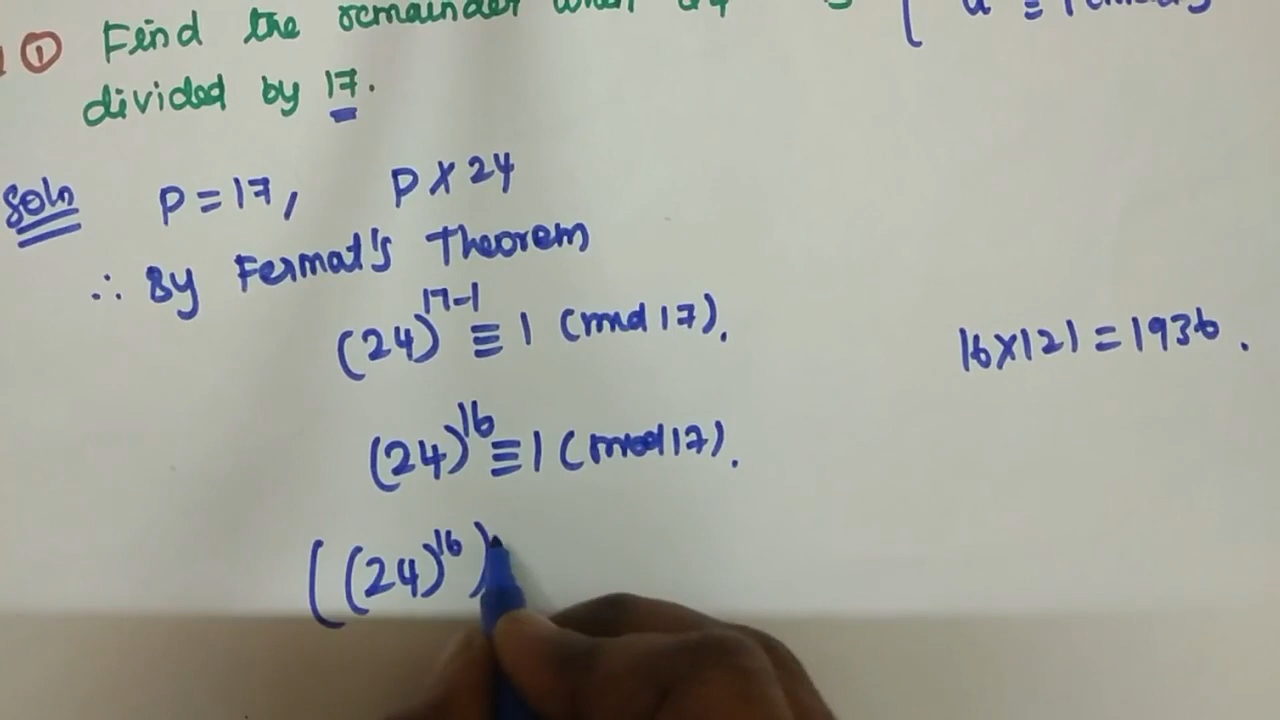 ① Find the remainder when
divided by 17.
Soln P = 17, P ∤ 24
∴ By Fermat's Theorem
(24)^17-1 ≡ 1 (mod 17).
16×121 = 1936.
(24)^16 ≡ 1 (mod 17).
((24)^16)